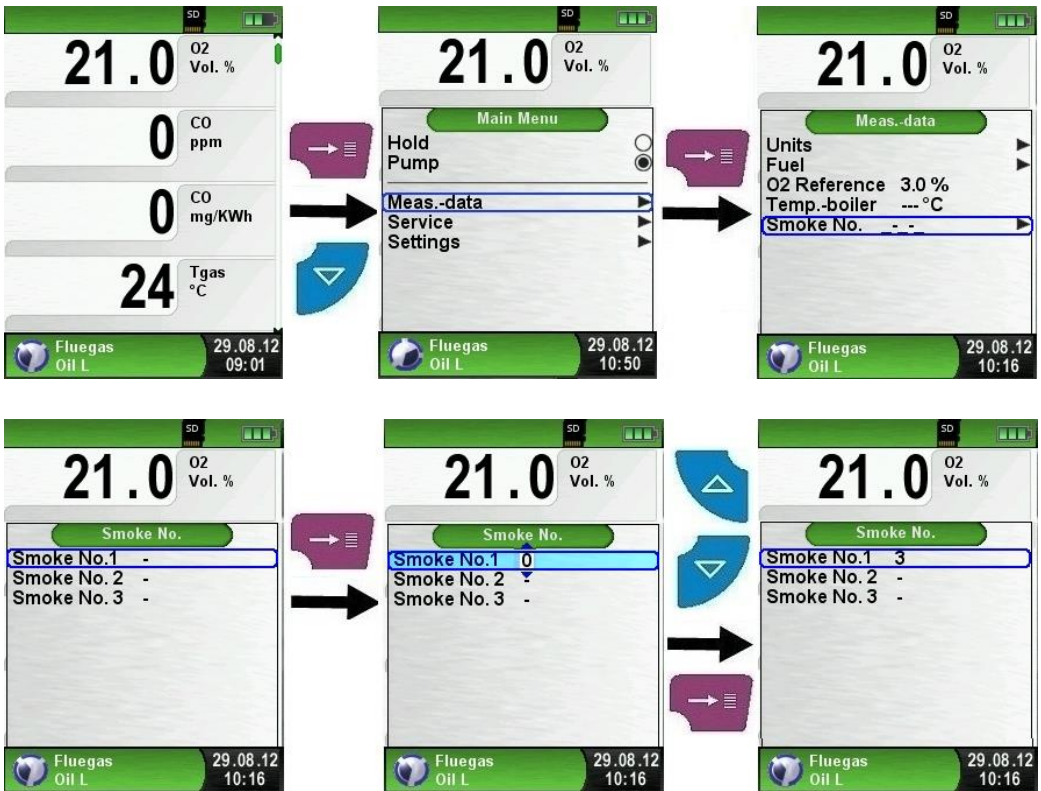 SD
21.0 O2 Vol. %
0 CO ppm
0 CO mg/KWh
24 Tgas °C
Fluegas 29.08.12
Oil L 09:01
SD
21.0 O2 Vol. %
Main Menu
Hold
Pump
Meas.-data
Service
Settings
Fluegas 29.08.12
Oil L 10:50
SD
21.0 O2 Vol. %
Meas.-data
Units
Fuel
O2 Reference 3.0 %
Temp.-boiler --- °C
Smoke No. _-_-_
Fluegas 29.08.12
Oil L 10:16
SD
21.0 O2 Vol. %
Smoke No.
Smoke No.1 -
Smoke No. 2 -
Smoke No. 3 -
Fluegas 29.08.12
Oil L 10:16
SD
21.0 O2 Vol. %
Smoke No.
Smoke No.1 0
Smoke No. 2 -
Smoke No. 3 -
Fluegas 29.08.12
Oil L 10:16
SD
21.0 O2 Vol. %
Smoke No.
Smoke No.1 3
Smoke No. 2 -
Smoke No. 3 -
Fluegas 29.08.12
Oil L 10:16